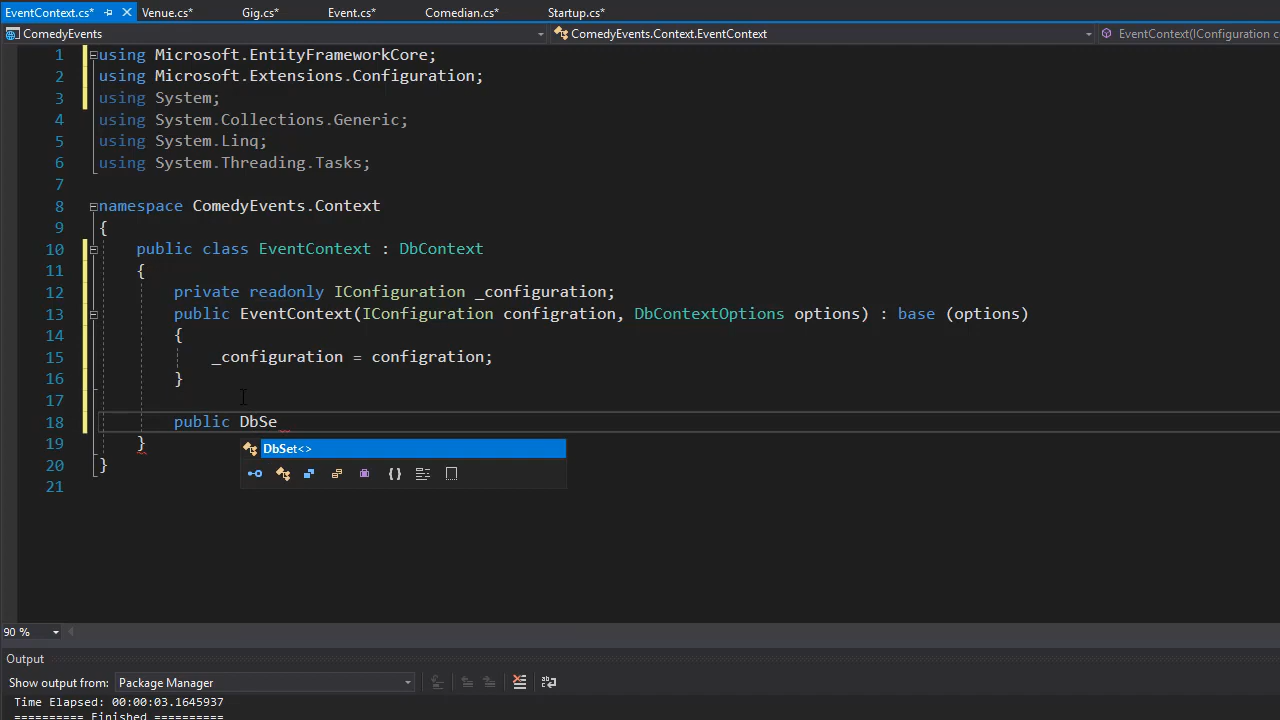 EventContext.cs* Venue.cs* Gig.cs* Event.cs* Comedian.cs* Startup.cs*
ComedyEvents ComedyEvents.Context.EventContext EventContext(IConfiguration c
1 using Microsoft.EntityFrameworkCore;
2 using Microsoft.Extensions.Configuration;
3 using System;
4 using System.Collections.Generic;
5 using System.Linq;
6 using System.Threading.Tasks;
7
8 namespace ComedyEvents.Context
9 {
10 public class EventContext : DbContext
11 {
12 private readonly IConfiguration _configuration;
13 public EventContext(IConfiguration configration, DbContextOptions options) : base (options)
14 {
15 _configuration = configration;
16 }
17
18 public DbSe
19 }
DbSet<>
20 }
21
90 %
Output
Show output from: Package Manager
Time Elapsed: 00:00:03.1645937
========== Finished ==========